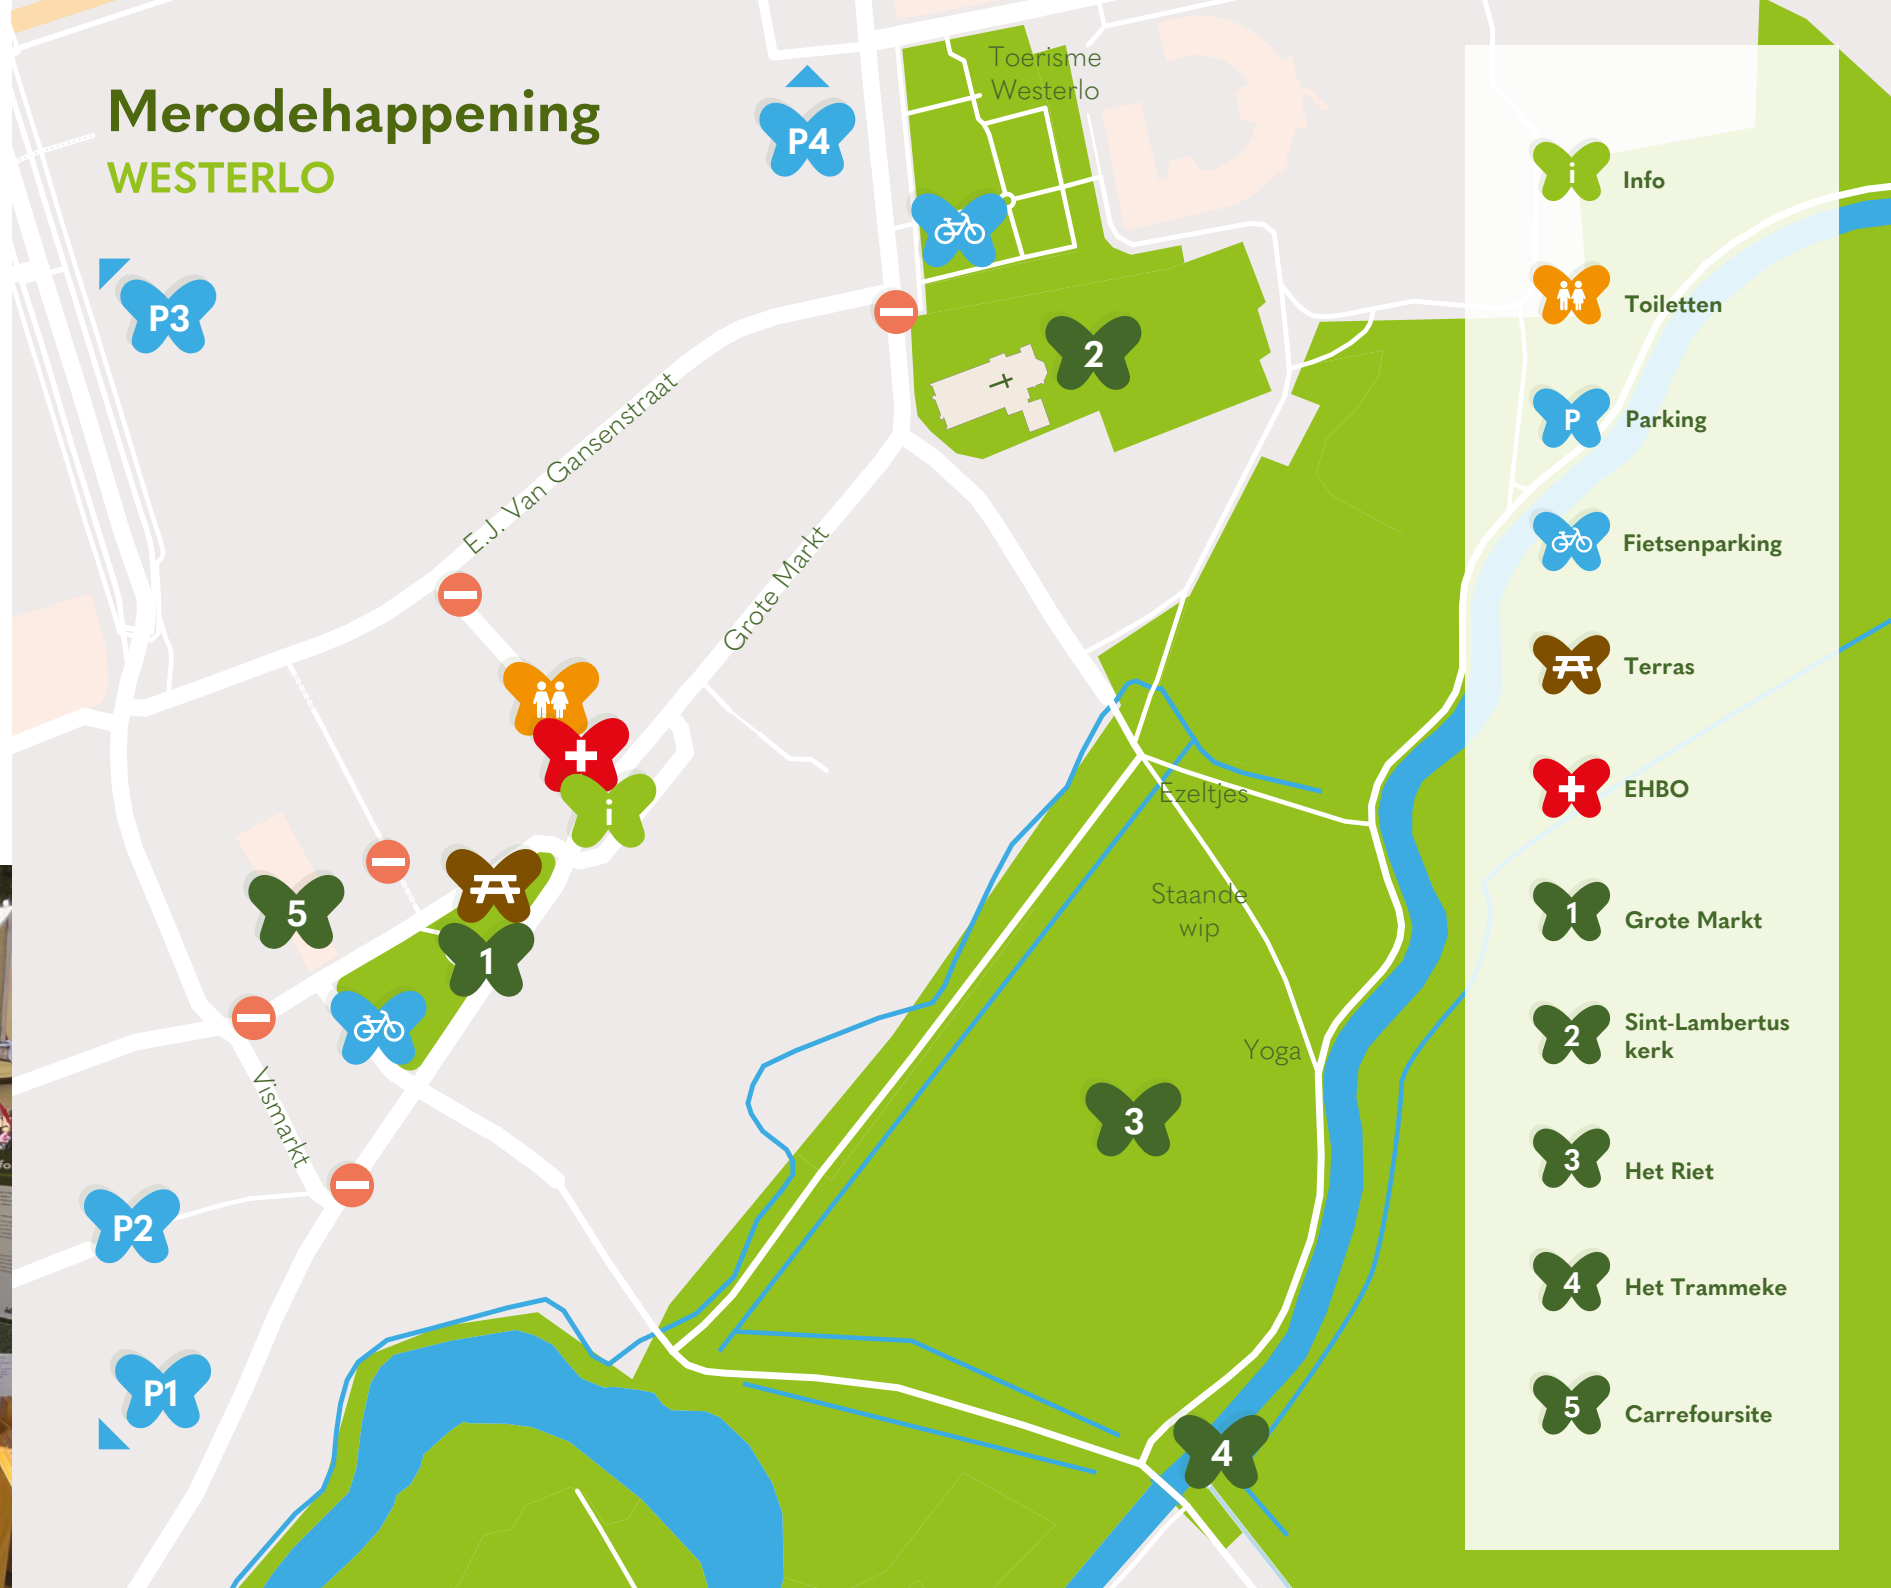 Merodehappening
WESTERLO
Toerisme
Westerlo
P4
P3
2
E.J. Van Gansenstraat
Grote Markt
i
5
1
Vismarkt
P2
P1
Ezeltjes
Staande
wip
Yoga
3
4
i Info
Toiletten
P Parking
Fietsenparking
Terras
EHBO
1 Grote Markt
2 Sint-Lambertus
kerk
3 Het Riet
4 Het Trammeke
5 Carrefoursite